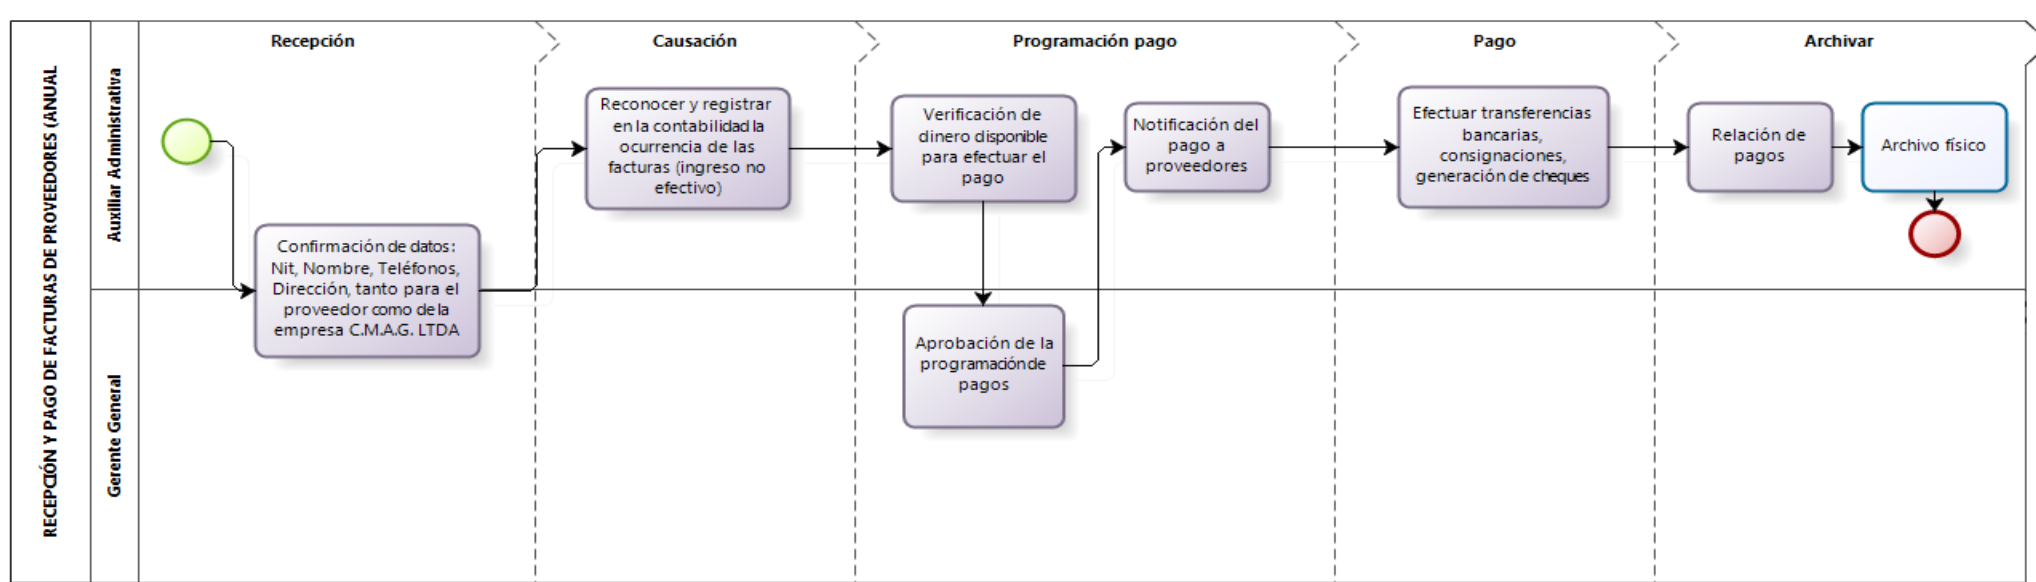 RECEPCIÓN Y PAGO DE FACTURAS DE PROVEEDORES (ANUAL
Auxiliar Administrativa
Gerente General
Recepción
Causación
Programación pago
Pago
Archivar
Confirmación de datos:
Nit, Nombre, Teléfonos,
Dirección, tanto para el
proveedor como de la
empresa C.M.A.G. LTDA
Reconocer y registrar
en la contabilidad la
ocurrencia de las
facturas (ingreso no
efectivo)
Verificación de
dinero disponible
para efectuar el
pago
Aprobación de la
programación de
pagos
Notificación del
pago a
proveedores
Efectuar transferencias
bancarias,
consignaciones,
generación de cheques
Relación de
pagos
Archivo físico